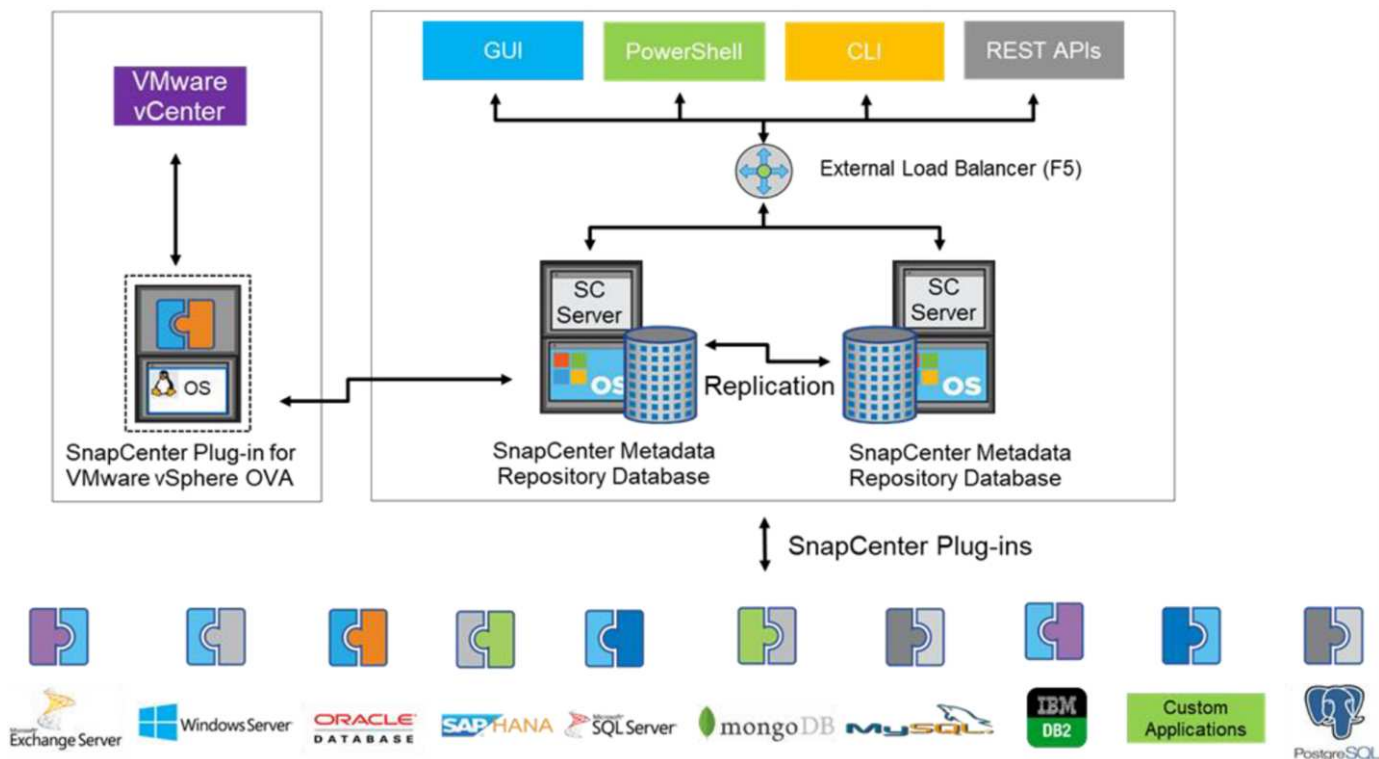 GUI
PowerShell
CLI
REST APIs
VMware
vCenter
External Load Balancer (F5)
SC
Server
SC
Server
OS
OS
OS
Replication
SnapCenter Plug-in for
VMware vSphere OVA
SnapCenter Metadata
Repository Database
SnapCenter Metadata
Repository Database
SnapCenter Plug-ins
Microsoft
Exchange Server
Windows Server
ORACLE
DATABASE
SAP HANA
Microsoft
SQL Server
mongoDB
MySQL
IBM
DB2
Custom
Applications
PostgreSQL